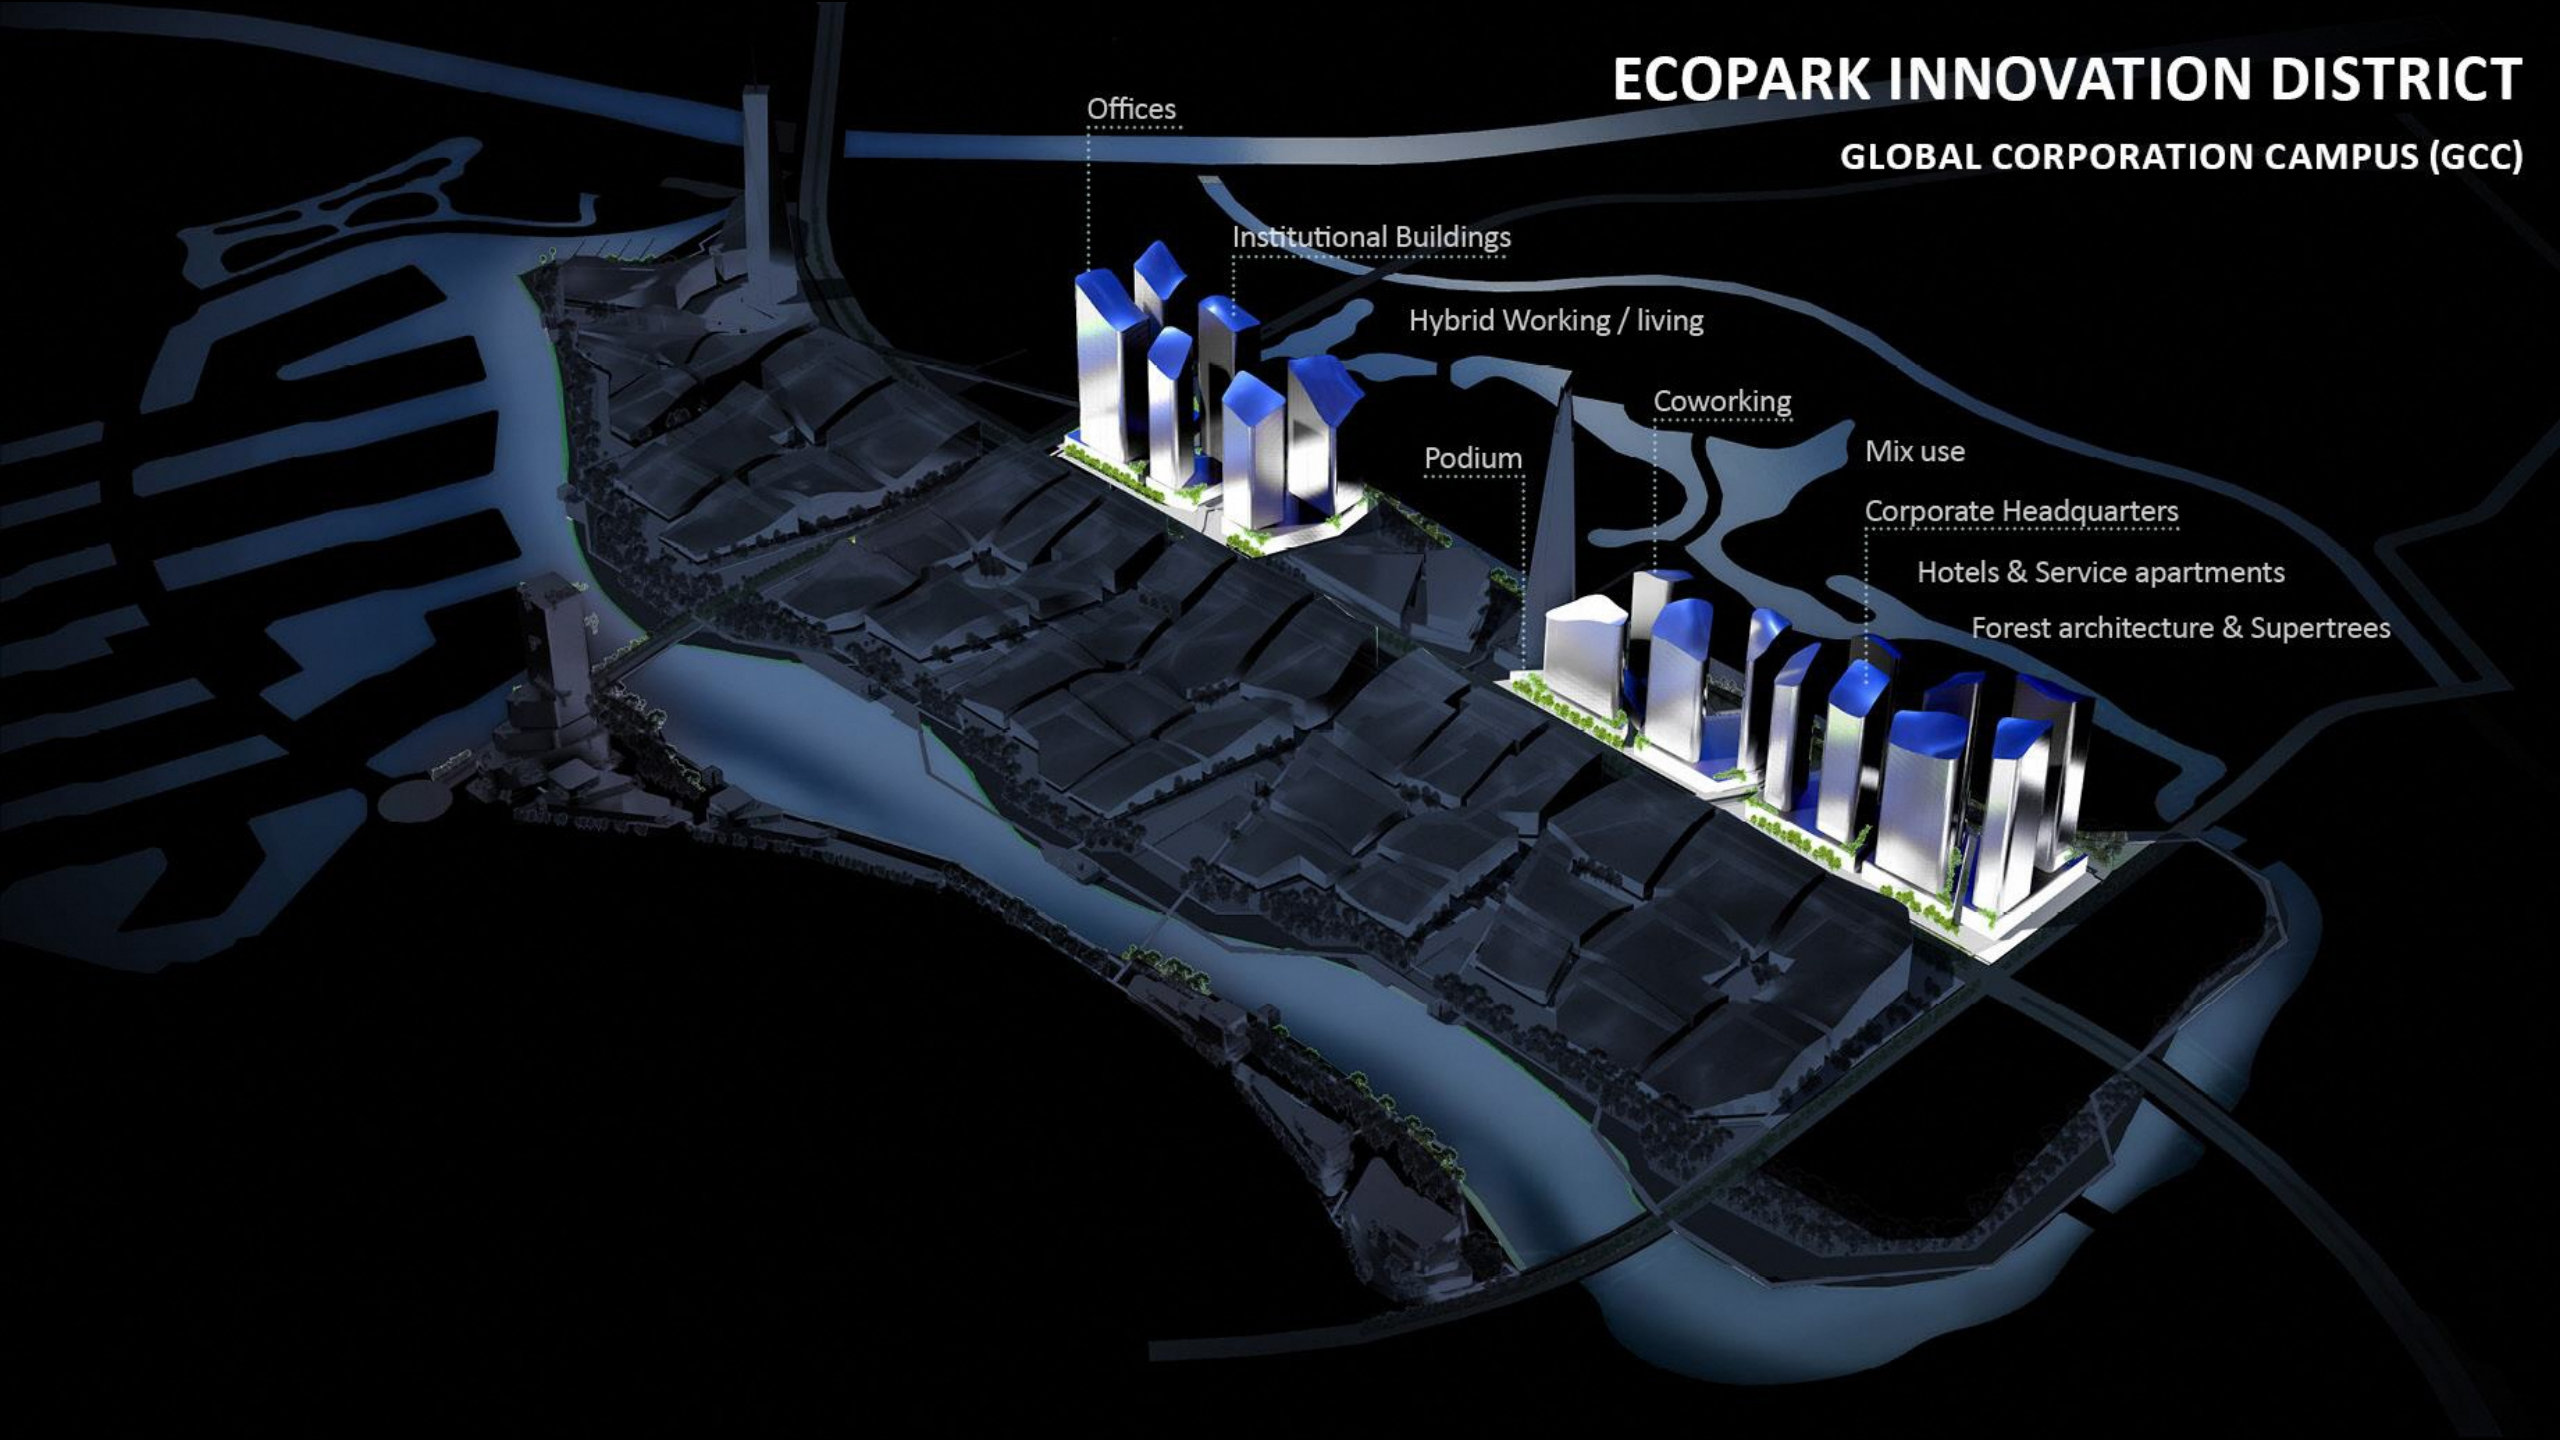 ECOPARK INNOVATION DISTRICT
GLOBAL CORPORATION CAMPUS (GCC)
Offices
Institutional Buildings
Hybrid Working / living
Coworking
Podium
Mix use
Corporate Headquarters
Hotels & Service apartments
Forest architecture & Supertrees